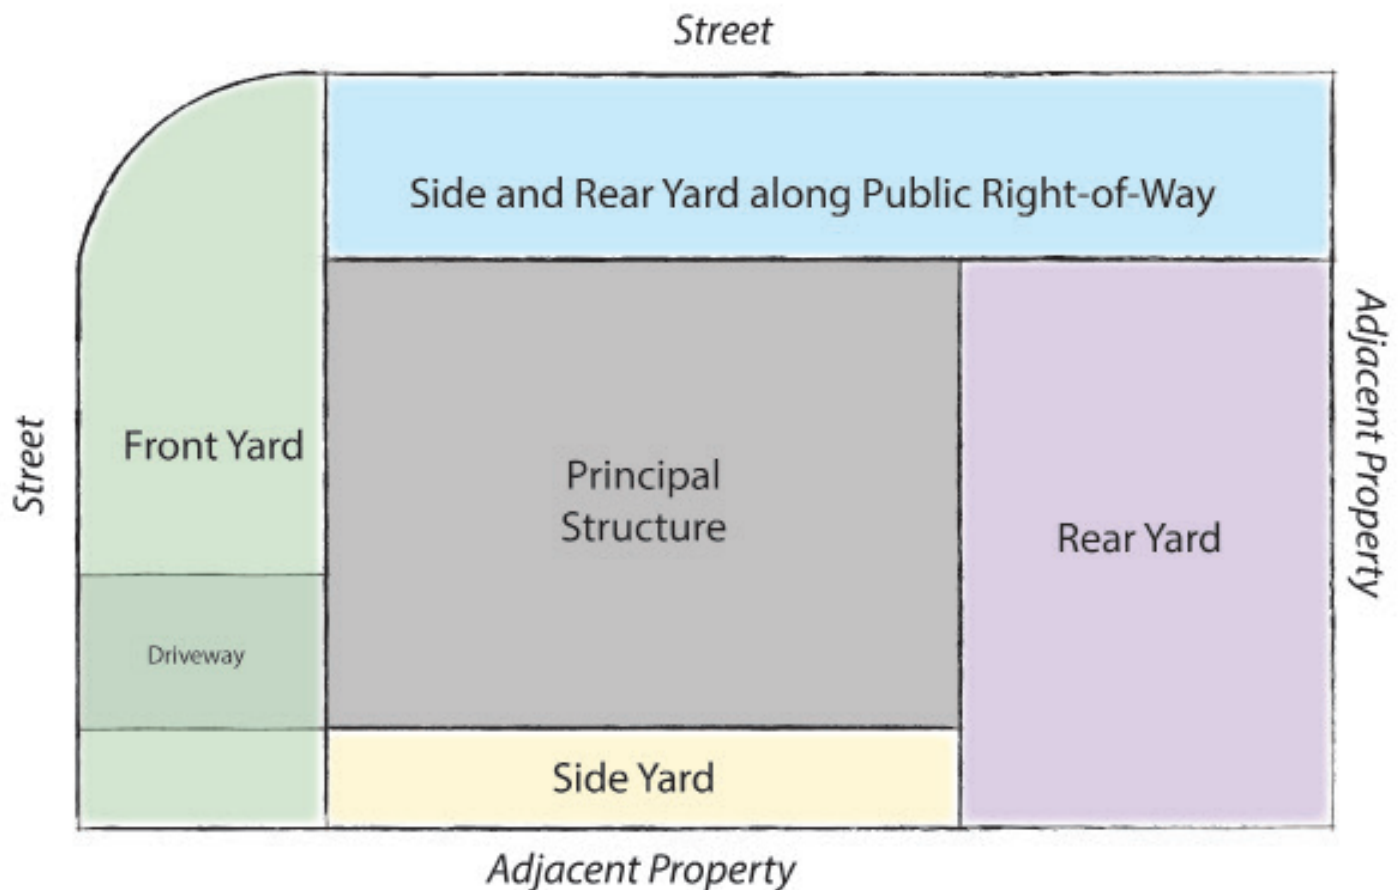 Street
Side and Rear Yard along Public Right-of-Way
Street
Front Yard
Principal
Structure
Rear Yard
Adjacent Property
Driveway
Side Yard
Adjacent Property